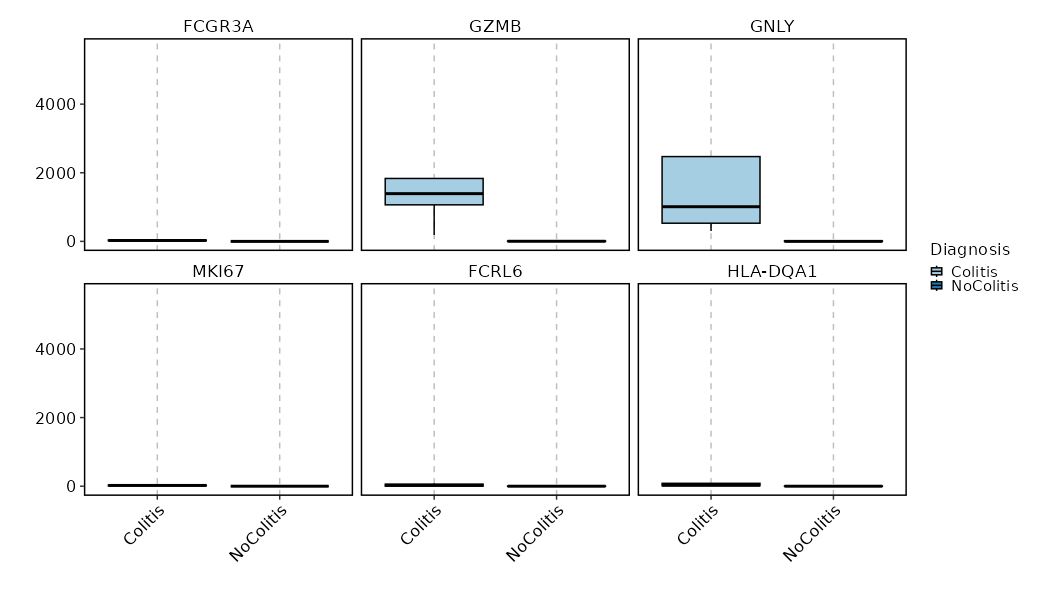 FCGR3A
GZMB
GNLY
4000
2000
0
MKI67
FCRL6
HLA-DQA1
4000
2000
0
Colitis
NoColitis
Colitis
NoColitis
Colitis
NoColitis
Diagnosis
Colitis
NoColitis